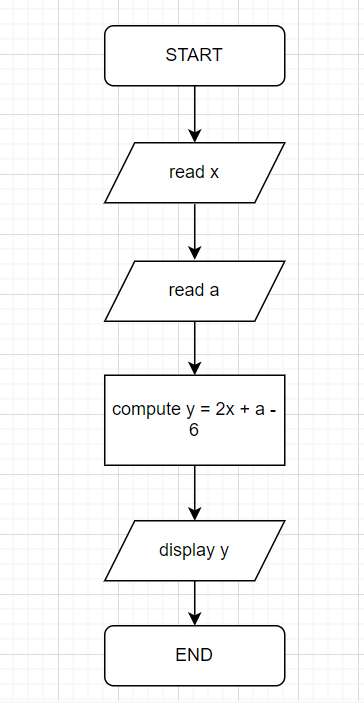 START
read x
read a
compute y = 2x + a -
6
display y
END